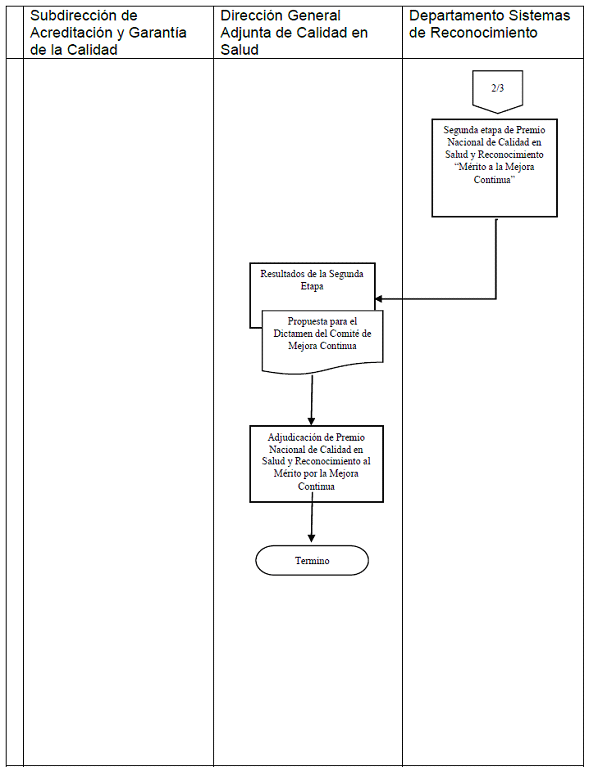 Subdirección de
Acreditación y Garantía
de la Calidad
Dirección General
Adjunta de Calidad en
Salud
Departamento Sistemas
de Reconocimiento
2/3
Segunda etapa de Premio
Nacional de Calidad en
Salud y Reconocimiento
“Mérito a la Mejora
Continua”
Resultados de la Segunda
Etapa
Propuesta para el
Dictamen del Comité de
Mejora Continua
Adjudicación de Premio
Nacional de Calidad en
Salud y Reconocimiento al
Mérito por la Mejora
Continua
Termino